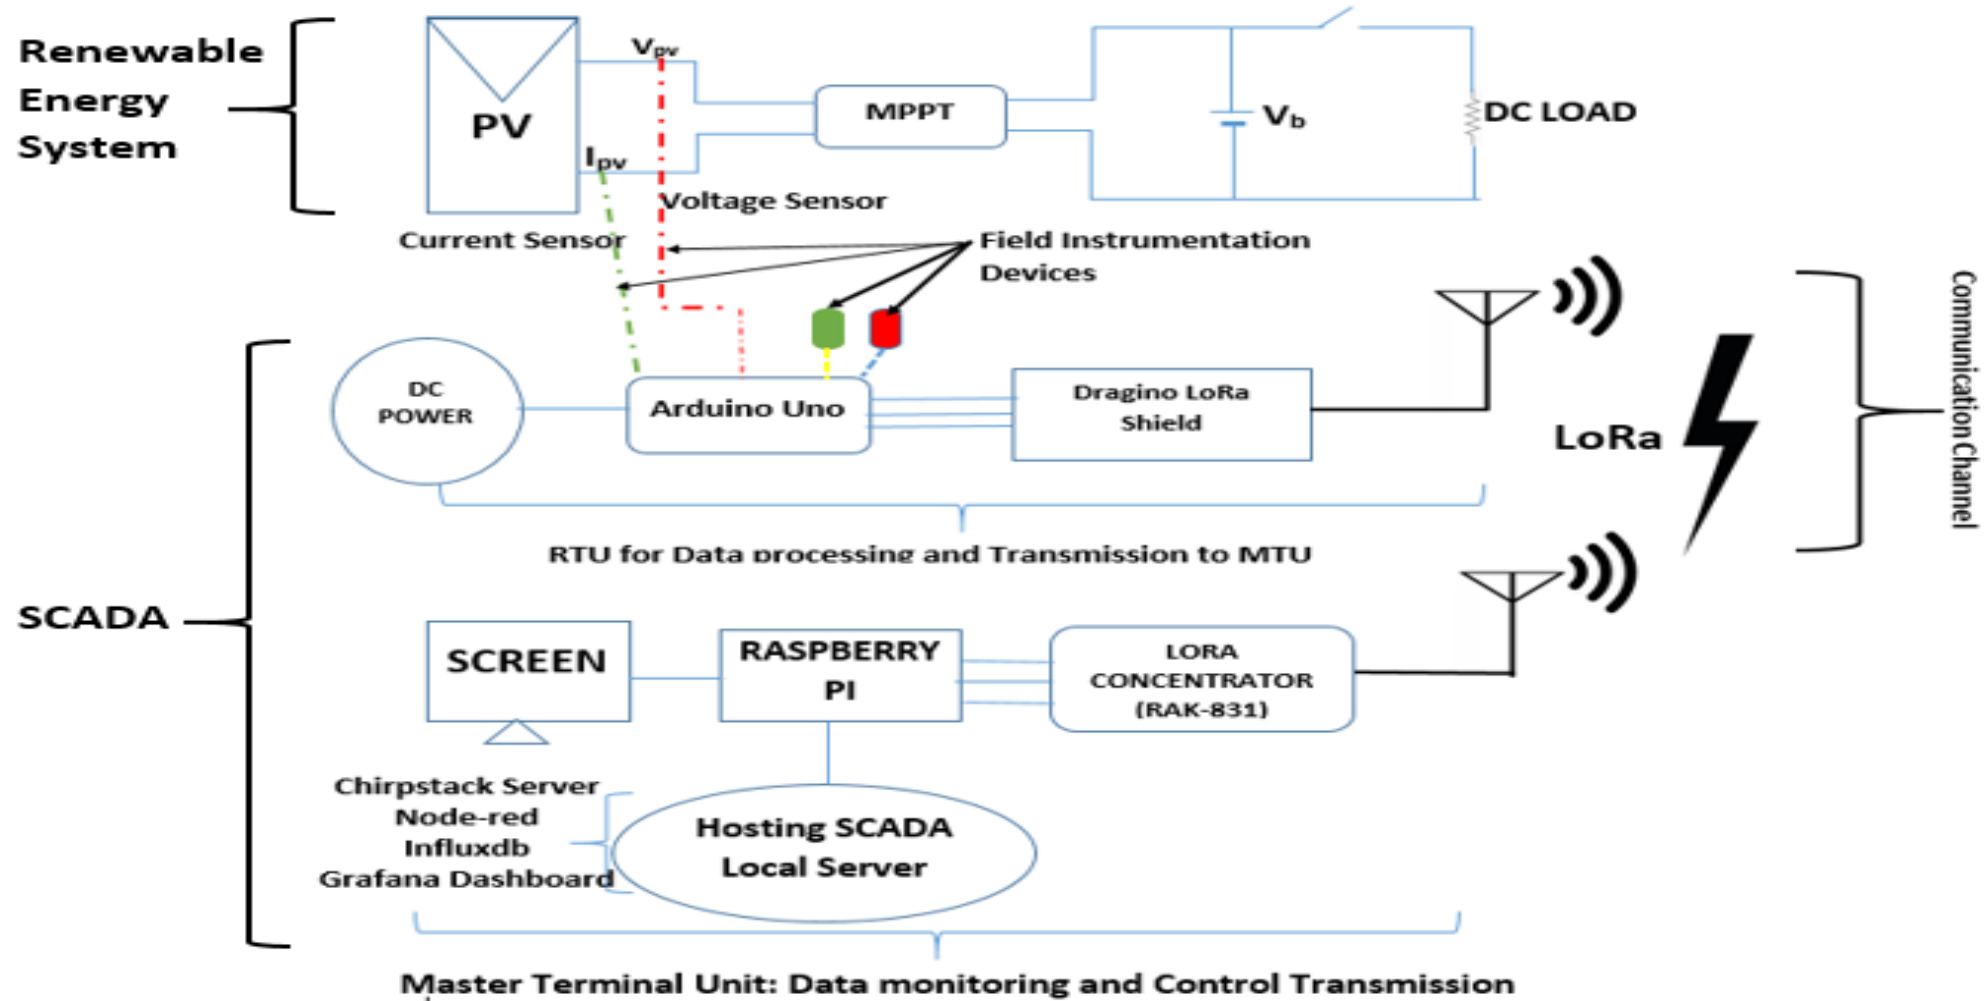 Renewable
Energy
System
PV
Vpv
Ipv
MPPT
Vb
DC LOAD
Voltage Sensor
Current Sensor
Field Instrumentation
Devices
Communication Channel
DC
POWER
Arduino Uno
Dragino LoRa
Shield
LoRa
RTU for Data processing and Transmission to MTU
SCADA
SCREEN
RASPBERRY
PI
LORA
CONCENTRATOR
(RAK-831)
Chirpstack Server
Node-red
Influxdb
Grafana Dashboard
Hosting SCADA
Local Server
Master Terminal Unit: Data monitoring and Control Transmission